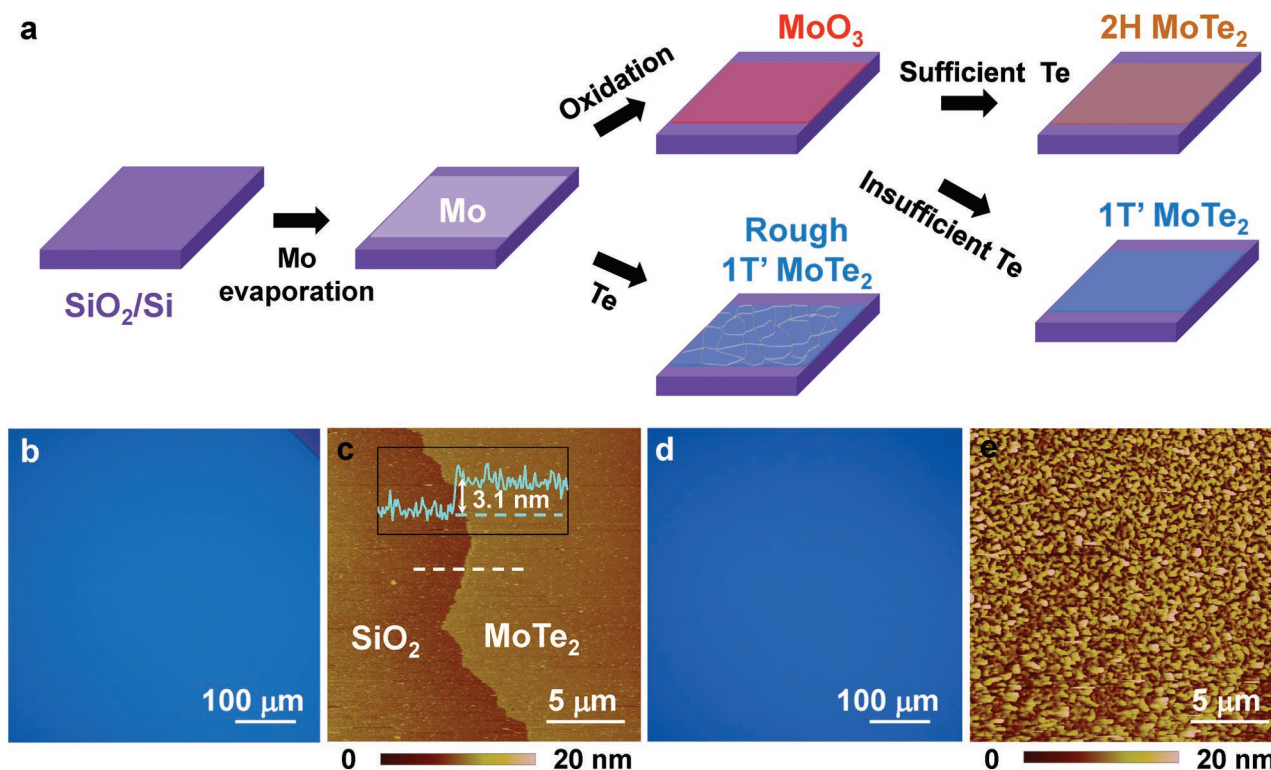 a
MoO₃
2H MoTe₂
Oxidation
Sufficient Te
Mo
Mo
evaporation
SiO₂/Si
Te
Rough
1T’ MoTe₂
Insufficient Te
1T’ MoTe₂
b
100 μm
c
3.1 nm
SiO₂
MoTe₂
5 μm
d
100 μm
e
5 μm
0
20 nm
0
20 nm